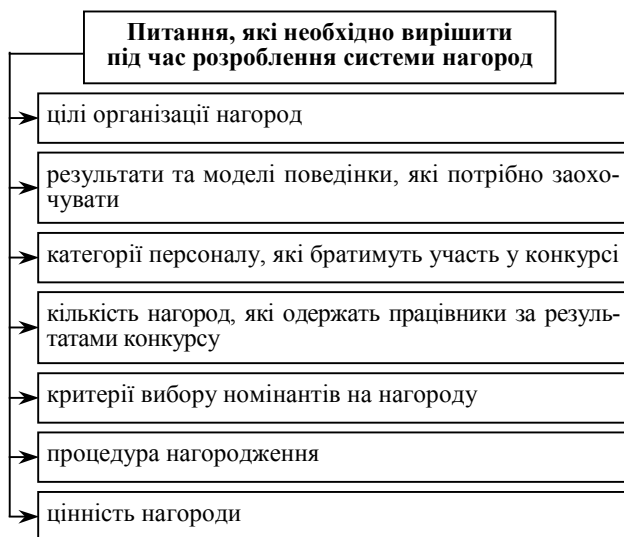 Питання, які необхідно вирішити
під час розроблення системи нагород
цілі організації нагород
результати та моделі поведінки, які потрібно заохо-
чувати
категорії персоналу, які братимуть участь у конкурсі
кількість нагород, які одержать працівники за резуль-
татами конкурсу
критерії вибору номінантів на нагороду
процедура нагородження
цінність нагороди